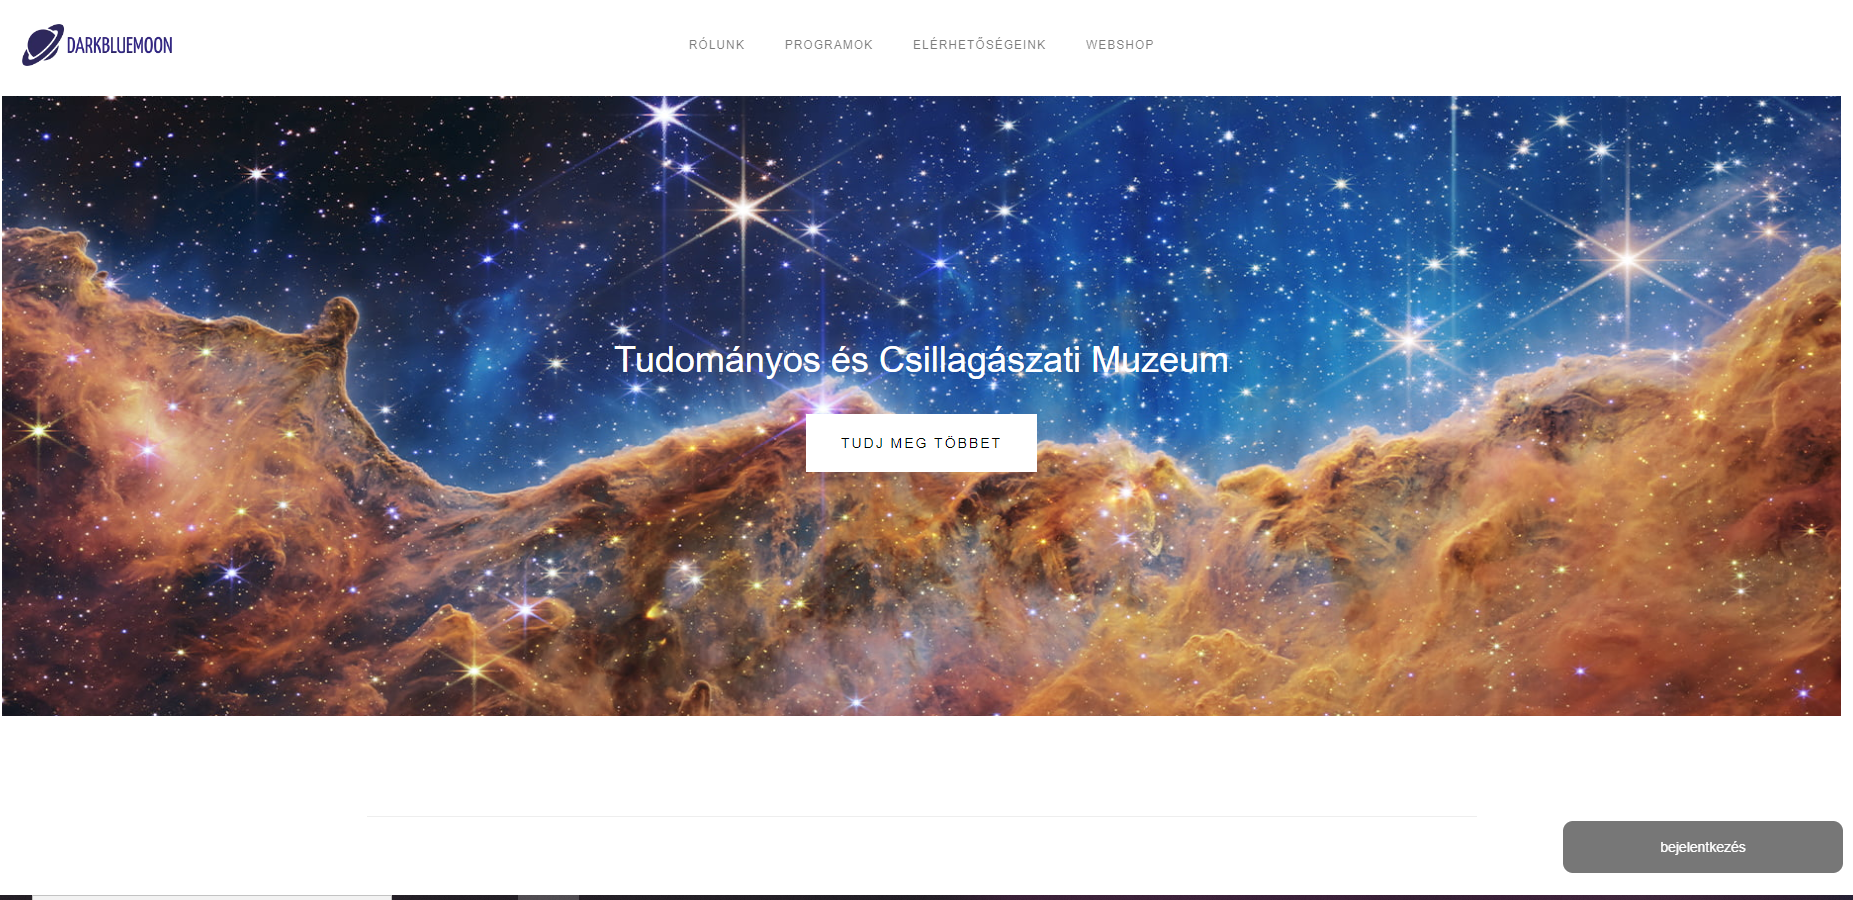 DARKBLUEMOON
RÓLUNK PROGRAMOK ELÉRHETŐSÉGEINK WEBSHOP
Tudományos és Csillagászati Muzeum
TUDJ MEG TÖBBET
bejelentkezés